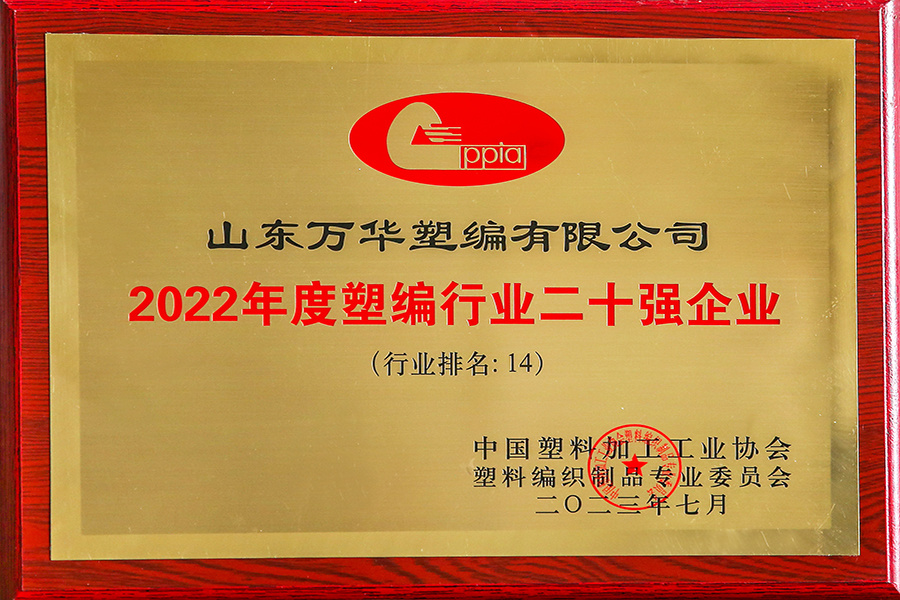 cppia
山东万华塑编有限公司
2022年度塑编行业二十强企业
（行业排名: 14）
中国塑料加工工业协会
塑料编织制品专业委员会
二〇二三年七月